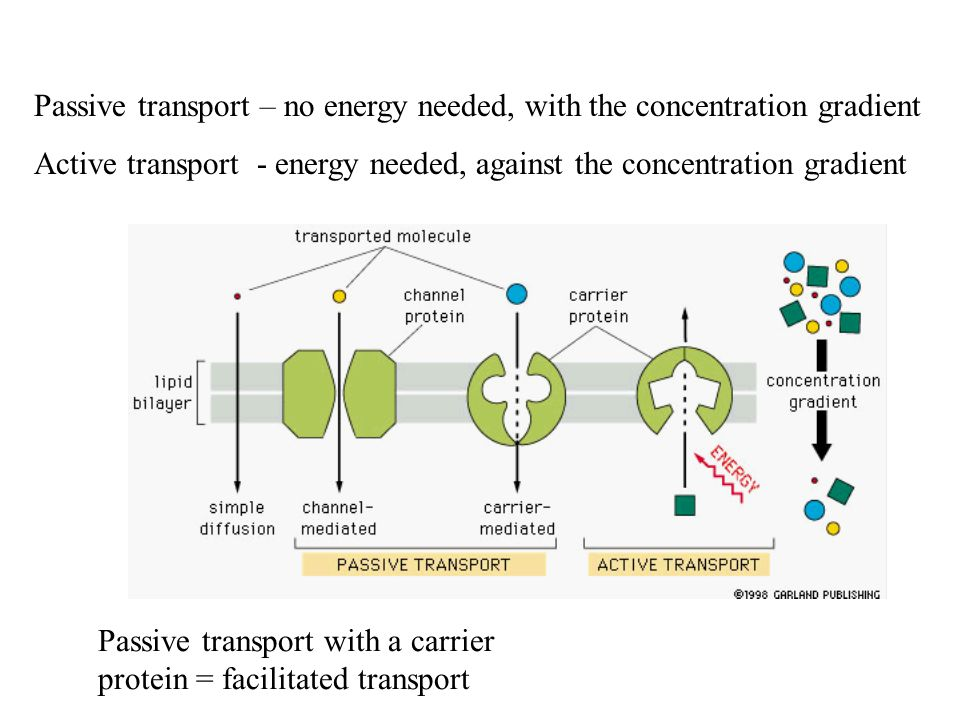 Passive transport – no energy needed, with the concentration gradient
Active transport - energy needed, against the concentration gradient
transported molecule
channel
protein
carrier
protein
lipid
bilayer
concentration
gradient
ENERGY
simple
diffusion
channel-
mediated
carrier-
mediated
PASSIVE TRANSPORT
ACTIVE TRANSPORT
©1998 GARLAND PUBLISHING
Passive transport with a carrier
protein = facilitated transport